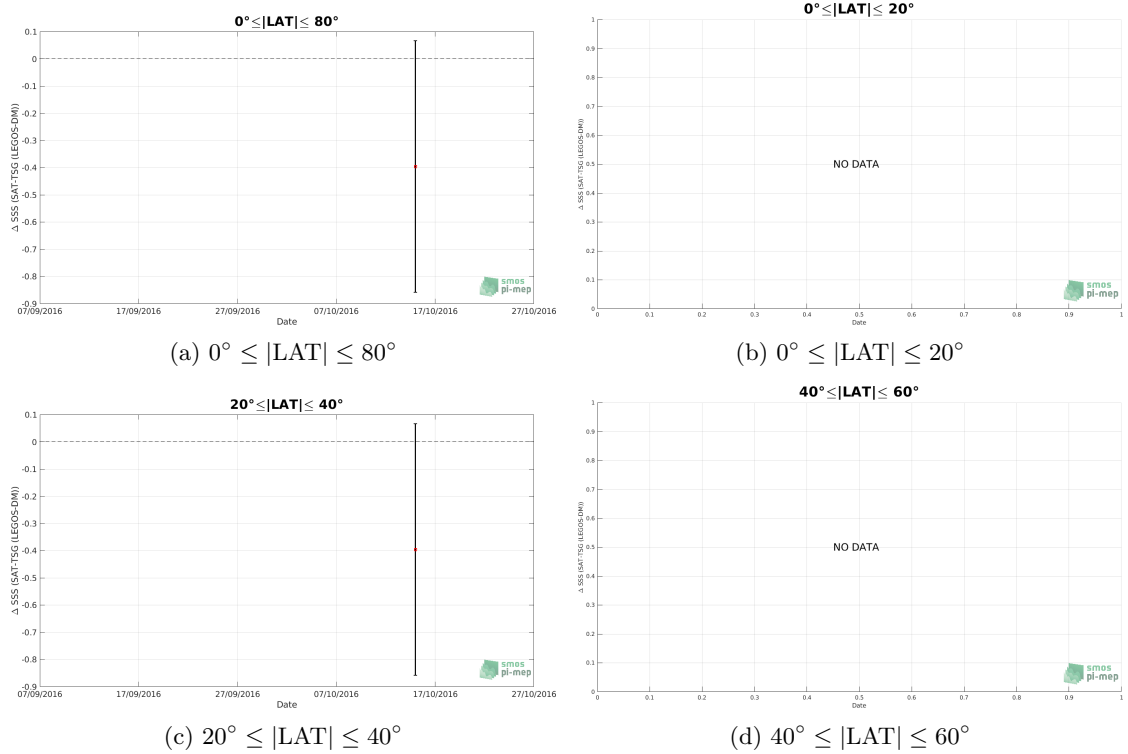 0°≤|LAT|≤ 80°
0.1
0
-0.1
-0.2
-0.3
-0.4
-0.5
-0.6
-0.7
-0.8
-0.9
Δ SSS (SAT-TSG (LEGOS-DM))
07/09/2016 17/09/2016 27/09/2016 07/10/2016 17/10/2016 27/10/2016
Date
smos
pi-mep
(a) 0° ≤ |LAT| ≤ 80°
0°≤|LAT|≤ 20°
1
0.9
0.8
0.7
0.6
0.5
0.4
0.3
0.2
0.1
0
Δ SSS (SAT-TSG (LEGOS-DM))
NO DATA
0 0.1 0.2 0.3 0.4 0.5 0.6 0.7 0.8 0.9 1
Date
smos
pi-mep
(b) 0° ≤ |LAT| ≤ 20°
20°≤|LAT|≤ 40°
0.1
0
-0.1
-0.2
-0.3
-0.4
-0.5
-0.6
-0.7
-0.8
-0.9
Δ SSS (SAT-TSG (LEGOS-DM))
07/09/2016 17/09/2016 27/09/2016 07/10/2016 17/10/2016 27/10/2016
Date
smos
pi-mep
(c) 20° ≤ |LAT| ≤ 40°
40°≤|LAT|≤ 60°
1
0.9
0.8
0.7
0.6
0.5
0.4
0.3
0.2
0.1
0
Δ SSS (SAT-TSG (LEGOS-DM))
NO DATA
0 0.1 0.2 0.3 0.4 0.5 0.6 0.7 0.8 0.9 1
Date
smos
pi-mep
(d) 40° ≤ |LAT| ≤ 60°